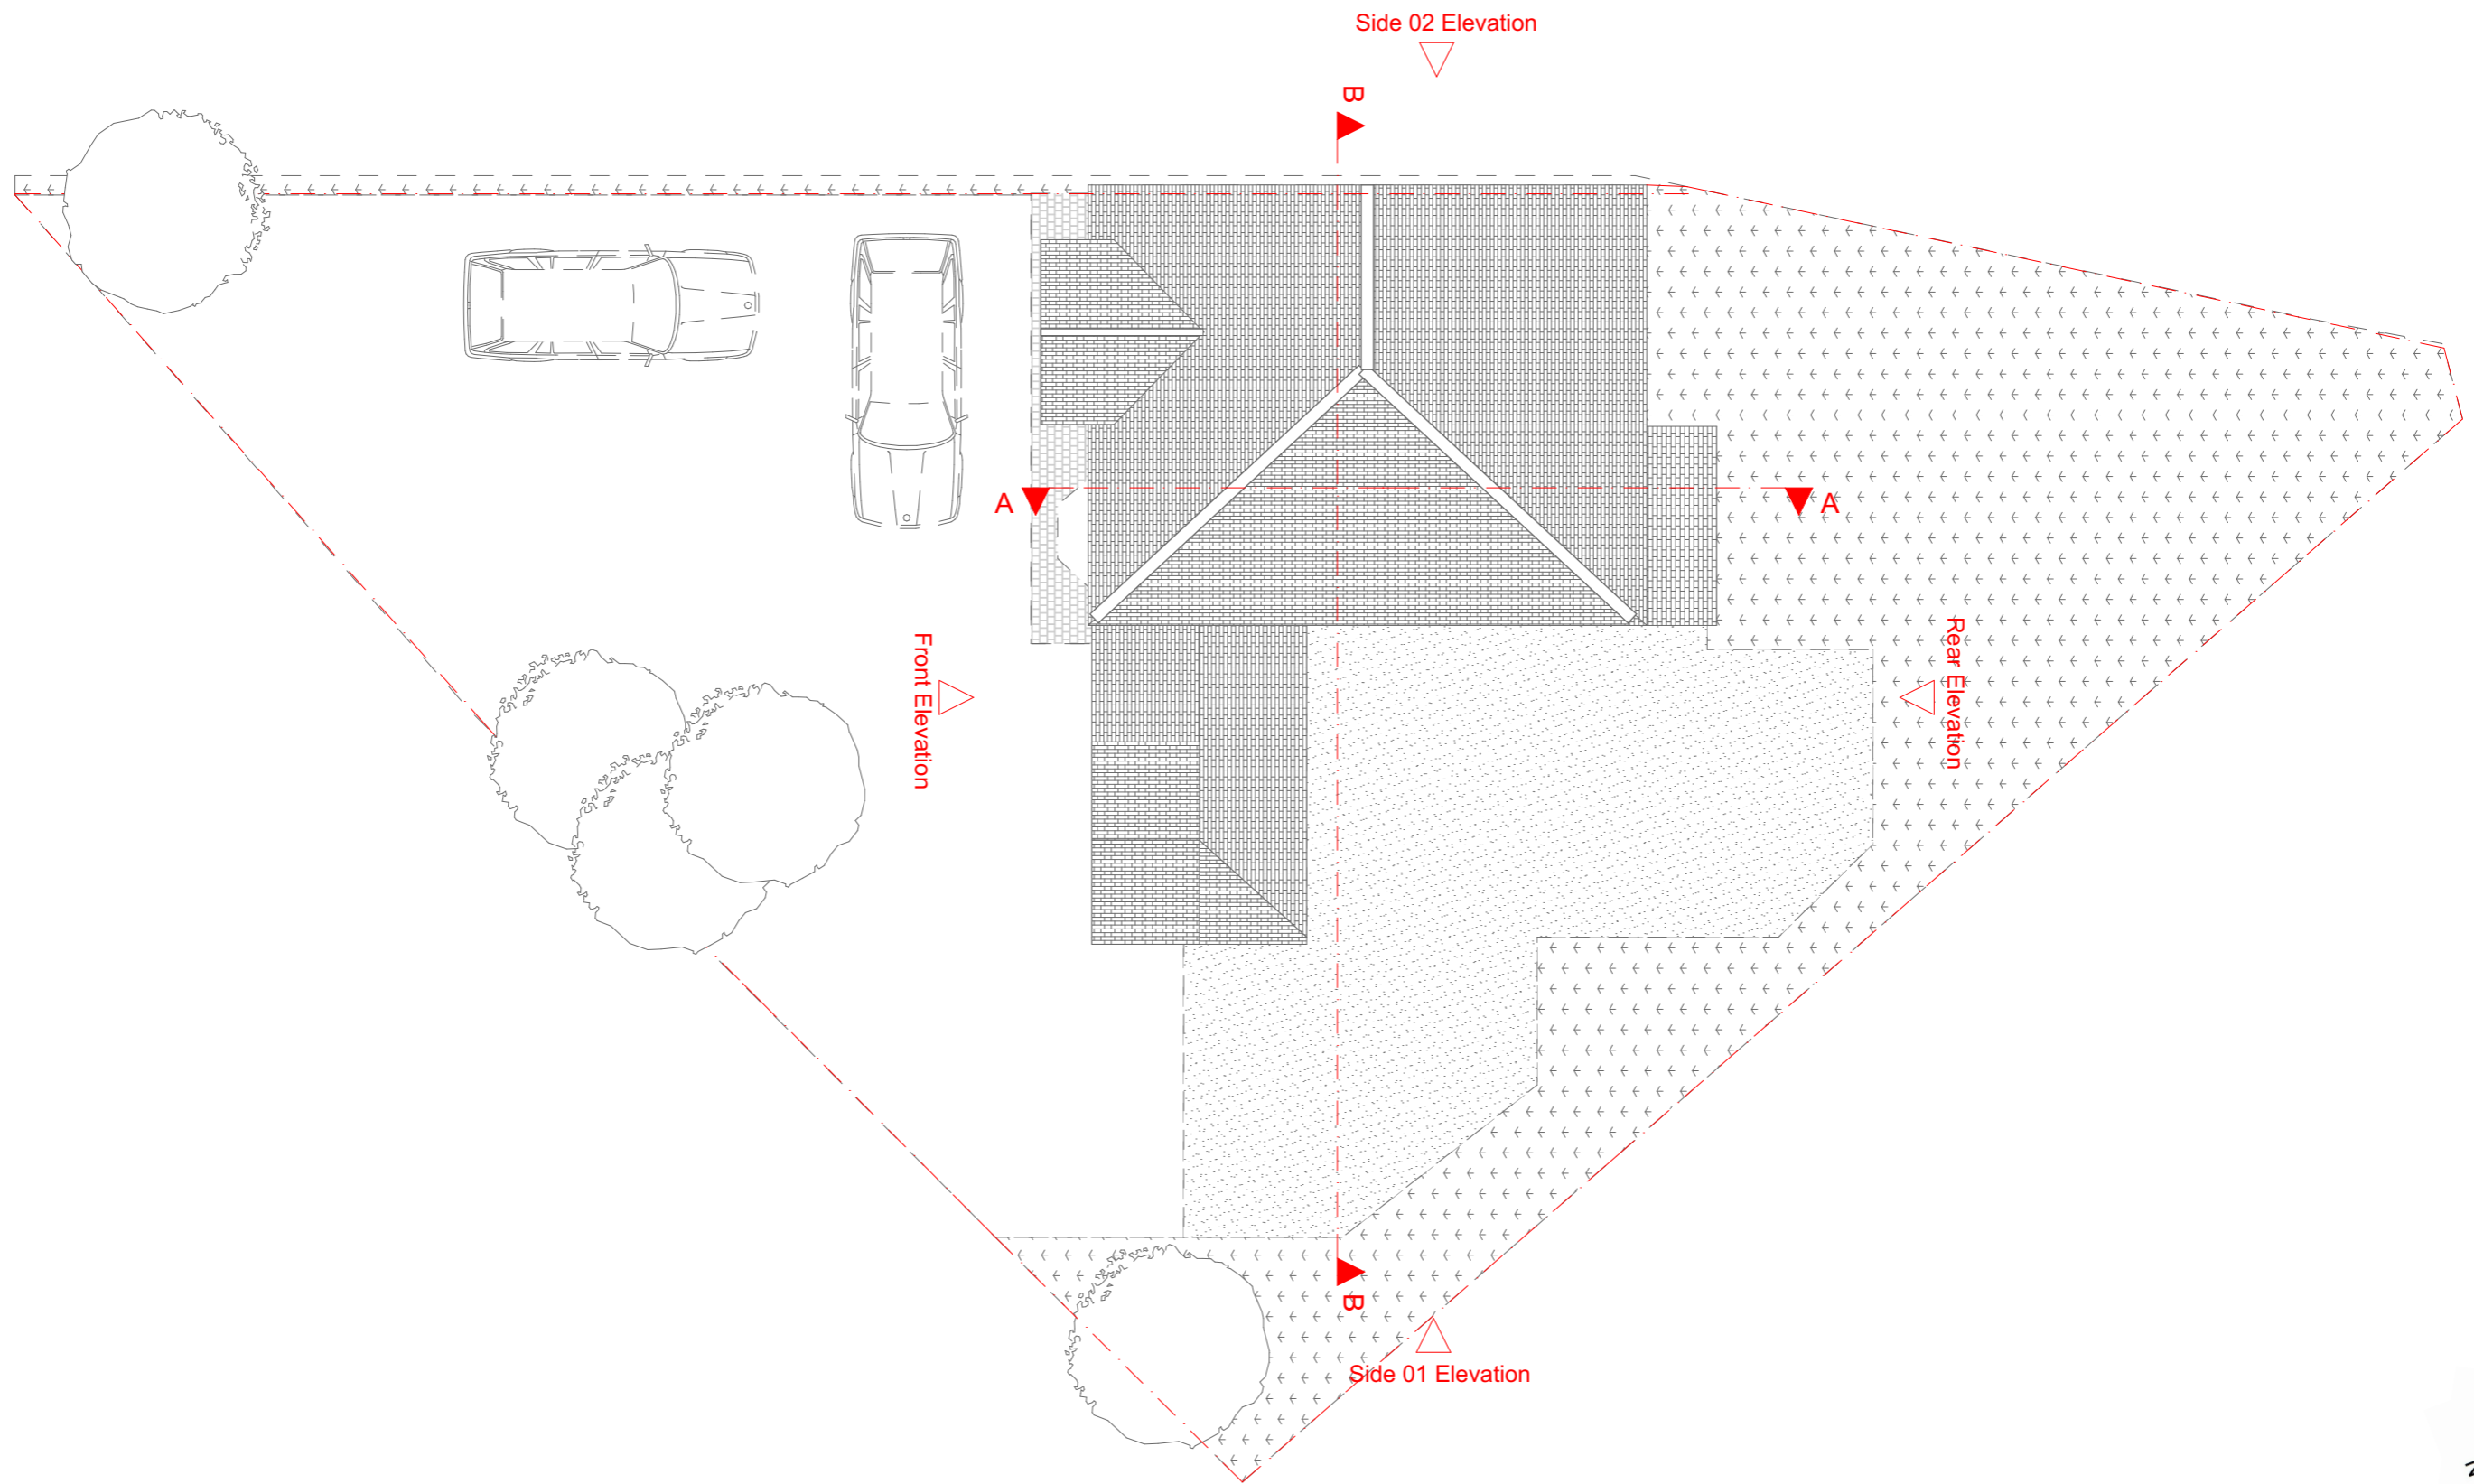 Side 02 Elevation
B
A
A
Front Elevation
Rear Elevation
B
Side 01 Elevation